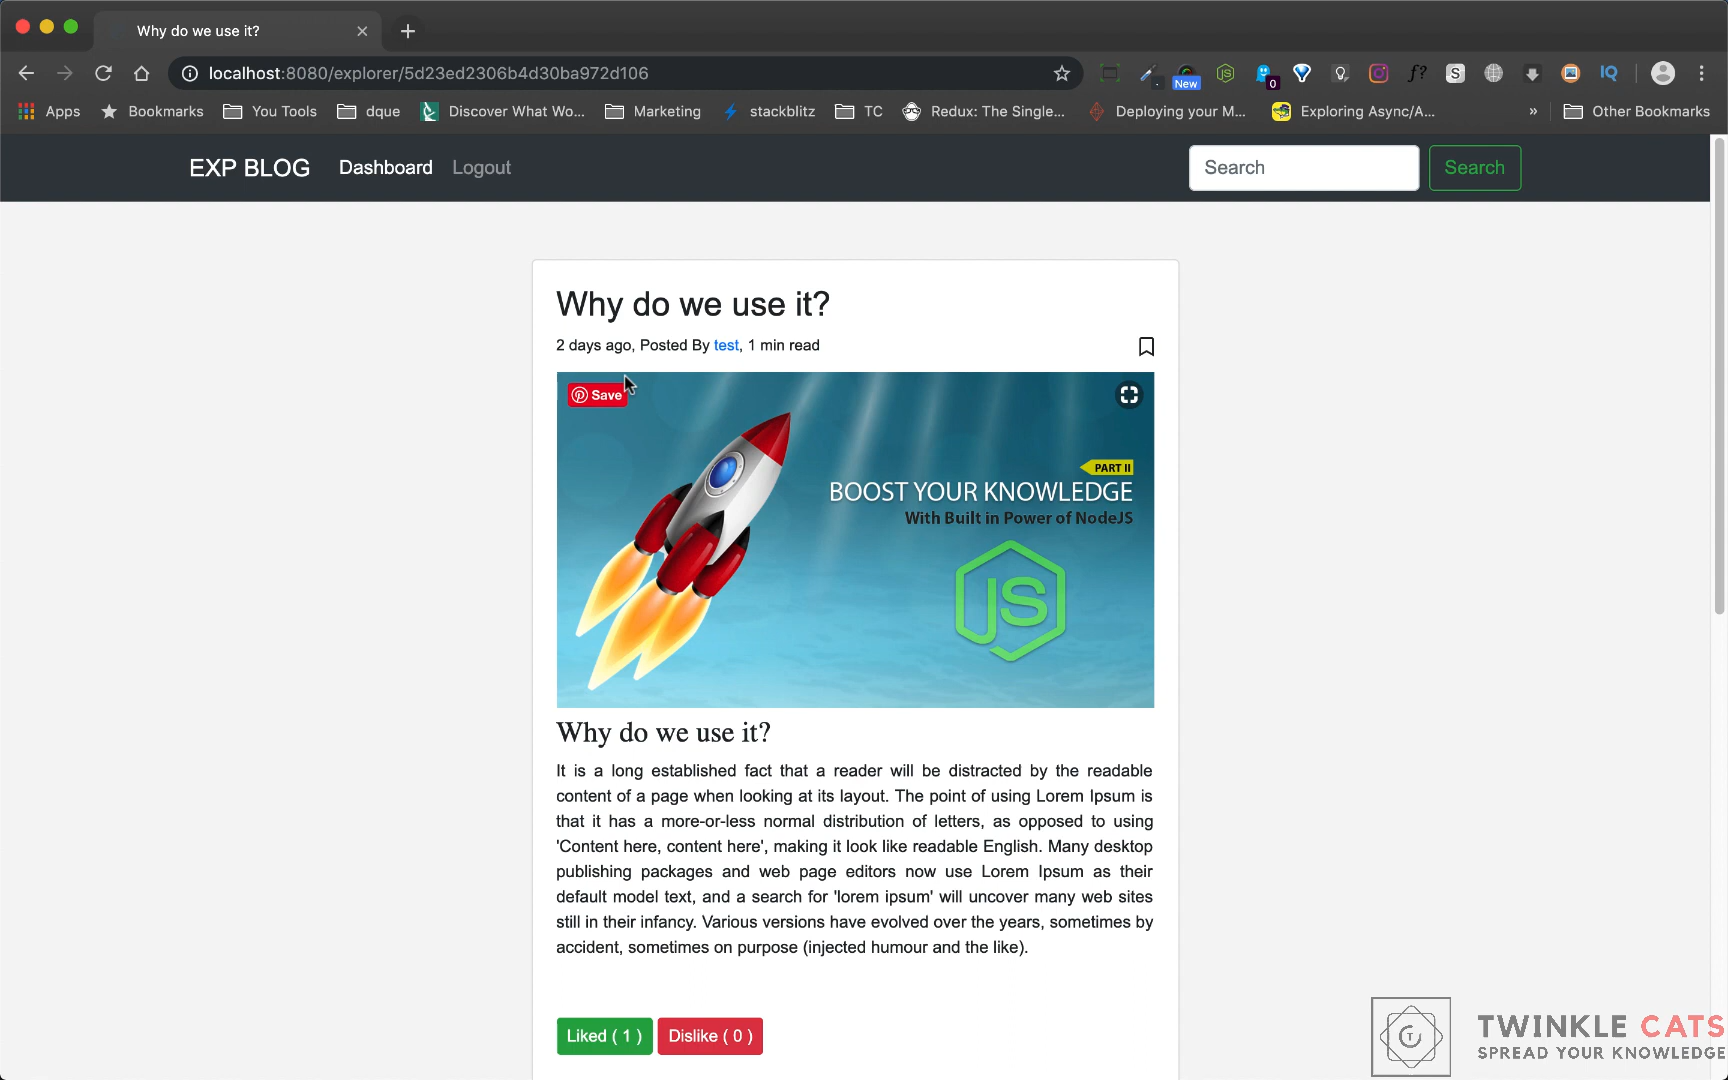 Why do we use it?
localhost:8080/explorer/5d23ed2306b4d30ba972d106
New
0
f?
S
IQ
Apps
Bookmarks
You Tools
dque
Discover What Wo...
Marketing
stackblitz
TC
Redux: The Single...
Deploying your M...
Exploring Async/A...
»
Other Bookmarks
EXP BLOG
Dashboard
Logout
Search
Search
Why do we use it?
2 days ago, Posted By test, 1 min read
Save
PART II
BOOST YOUR KNOWLEDGE
With Built in Power of NodeJS
JS
Why do we use it?
It is a long established fact that a reader will be distracted by the readable
content of a page when looking at its layout. The point of using Lorem Ipsum is
that it has a more-or-less normal distribution of letters, as opposed to using
'Content here, content here', making it look like readable English. Many desktop
publishing packages and web page editors now use Lorem Ipsum as their
default model text, and a search for 'lorem ipsum' will uncover many web sites
still in their infancy. Various versions have evolved over the years, sometimes by
accident, sometimes on purpose (injected humour and the like).
Liked ( 1 )
Dislike ( 0 )
TWINKLE CATS
SPREAD YOUR KNOWLEDGE